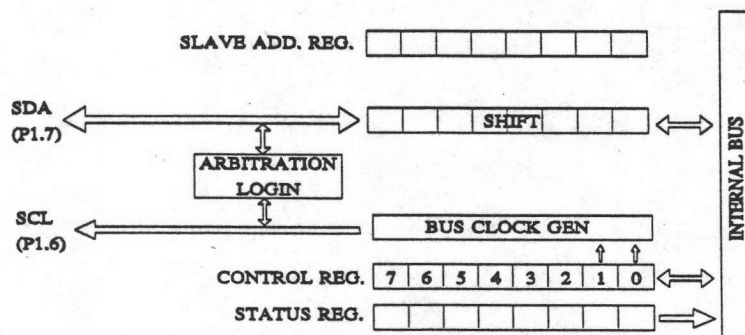 SLAVE ADD. REG.
SDA
(P1.7)
SHIFT
ARBITRATION
LOGIN
SCL
(P1.6)
BUS CLOCK GEN
CONTROL REG. 7 6 5 4 3 2 1 0
STATUS REG.
INTERNAL BUS